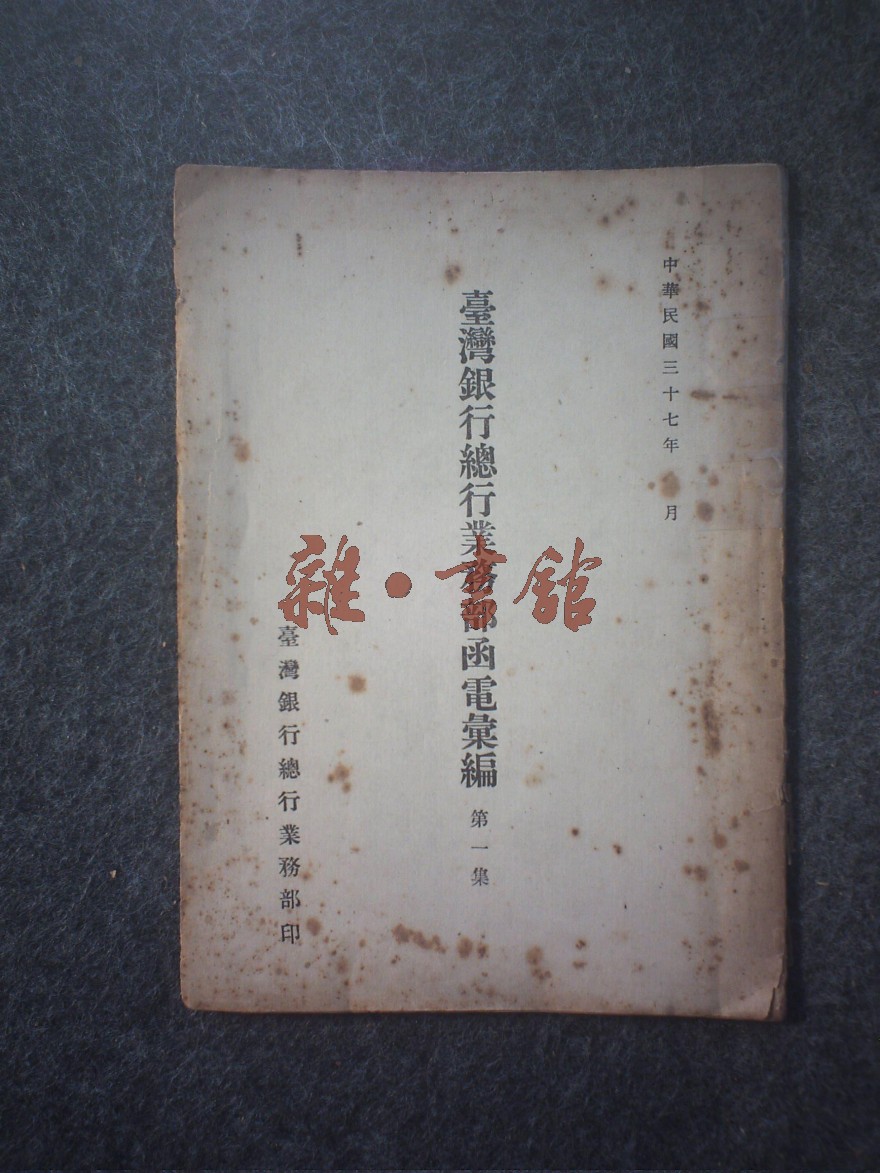 中華民國三十七年 月
臺灣銀行總行業務部函電彙編 第一集
臺灣銀行總行業務部印
雜·書館